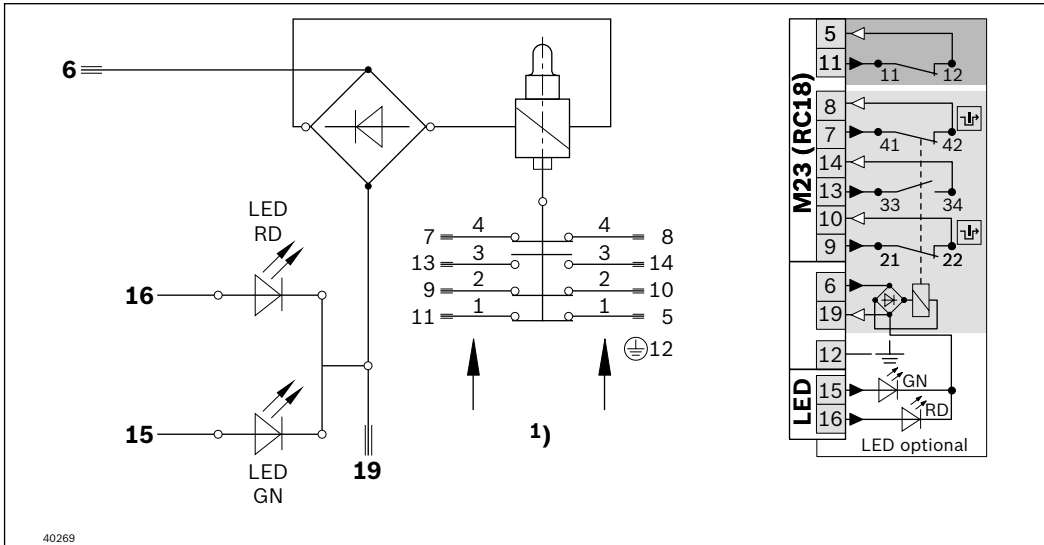 6
LED
RD
16
15
LED
GN
19
7 4 4 8
13 3 3 14
9 2 2 10
11 1 1 5
12
1)
40269
M23 (RC18)
5
11 11 12
8
7 41 42
14
13 33 34
10
9 21 22
6
19
12
LED
15 GN
16 RD
LED optional